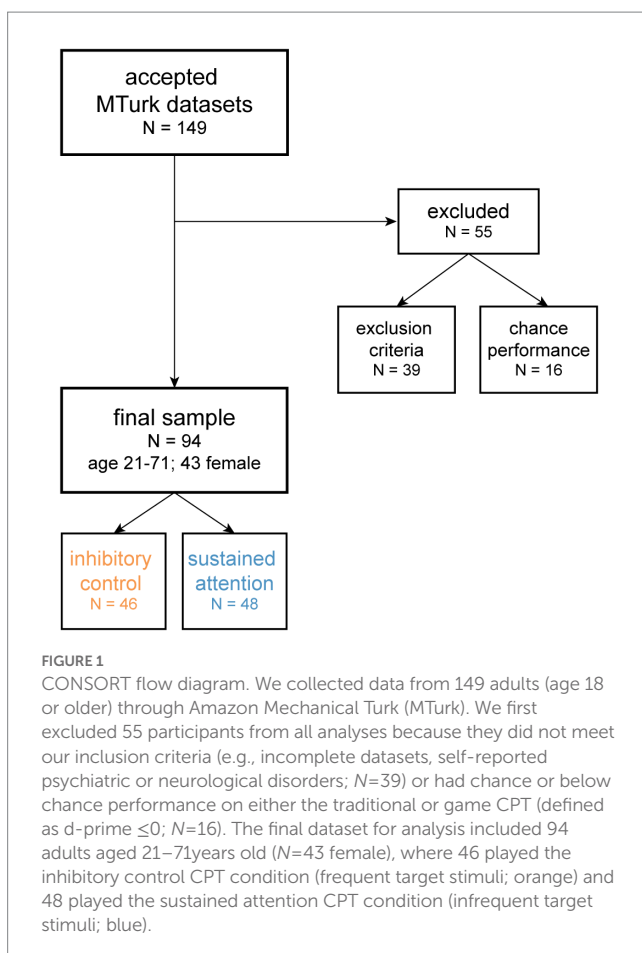 accepted
MTurk datasets
N = 149
excluded
N = 55
exclusion
criteria
N = 39
chance
performance
N = 16
final sample
N = 94
age 21-71; 43 female
inhibitory
control
N = 46
sustained
attention
N = 48
FIGURE 1
CONSORT flow diagram. We collected data from 149 adults (age 18
or older) through Amazon Mechanical Turk (MTurk). We first
excluded 55 participants from all analyses because they did not meet
our inclusion criteria (e.g., incomplete datasets, self-reported
psychiatric or neurological disorders; N=39) or had chance or below
chance performance on either the traditional or game CPT (defined
as d-prime ≤0; N=16). The final dataset for analysis included 94
adults aged 21–71years old (N=43 female), where 46 played the
inhibitory control CPT condition (frequent target stimuli; orange) and
48 played the sustained attention CPT condition (infrequent target
stimuli; blue).